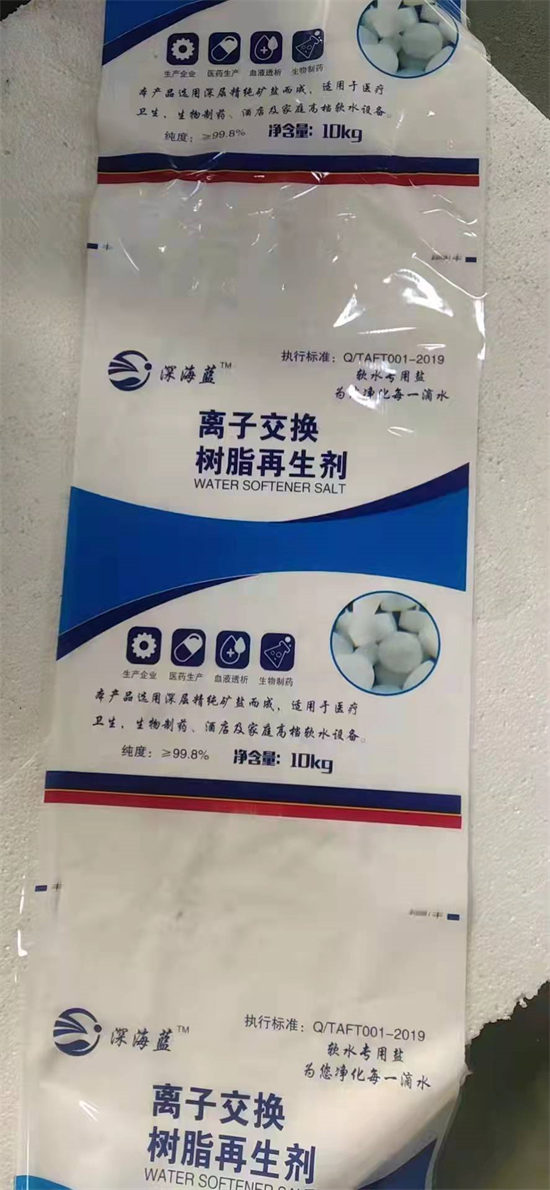 生产企业 医药生产 血液透析 生物制药
本产品选用深层精纯矿盐而成、适用于医疗
卫生、生物制药、酒店及家庭高档软水设备。
纯度：≥99.8% 净含量：10kg
深海蓝™
执行标准：Q/TAFT001-2019
软水专用盐
为您净化每一滴水
离子交换
树脂再生剂
WATER SOFTENER SALT
生产企业 医药生产 血液透析 生物制药
本产品选用深层精纯矿盐而成、适用于医疗
卫生、生物制药、酒店及家庭高档软水设备。
纯度：≥99.8% 净含量：10kg
深海蓝™
执行标准：Q/TAFT001-2019
软水专用盐
为您净化每一滴水
离子交换
树脂再生剂
WATER SOFTENER SALT